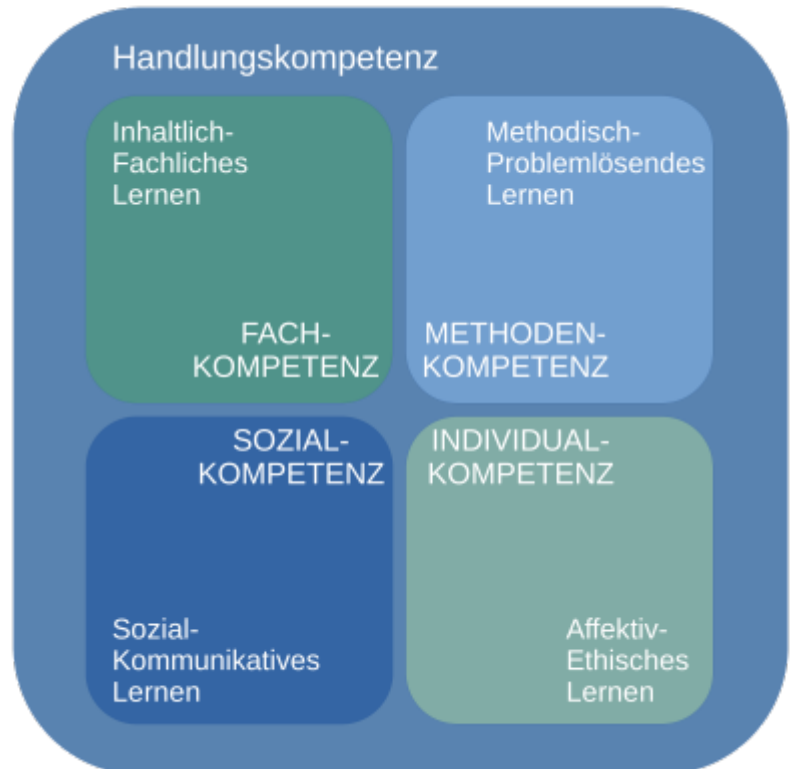 Handlungskompetenz
Inhaltlich-
Fachliches
Lernen
FACH-
KOMPETENZ
Methodisch-
Problemlösendes
Lernen
METHODEN-
KOMPETENZ
SOZIAL-
KOMPETENZ
Sozial-
Kommunikatives
Lernen
INDIVIDUAL-
KOMPETENZ
Affektiv-
Ethisches
Lernen